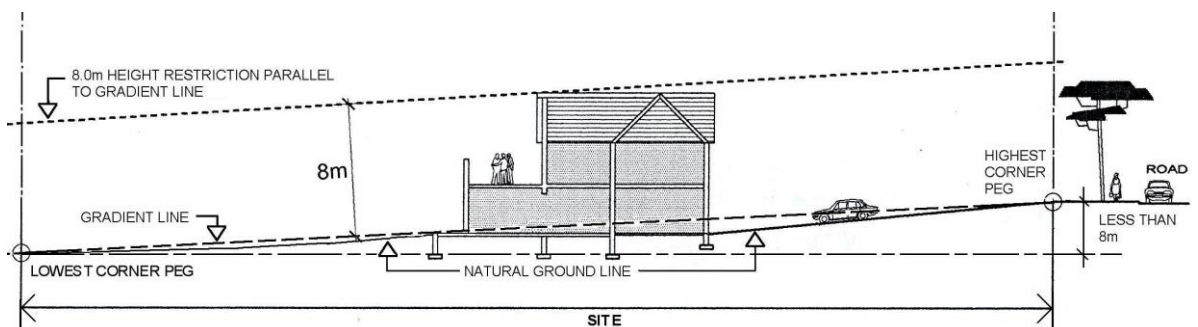 8.0m HEIGHT RESTRICTION PARALLEL
TO GRADIENT LINE
8m
HIGHEST
CORNER
PEG
ROAD
GRADIENT LINE
LESS THAN
8m
LOWEST CORNER PEG
NATURAL GROUND LINE
SITE